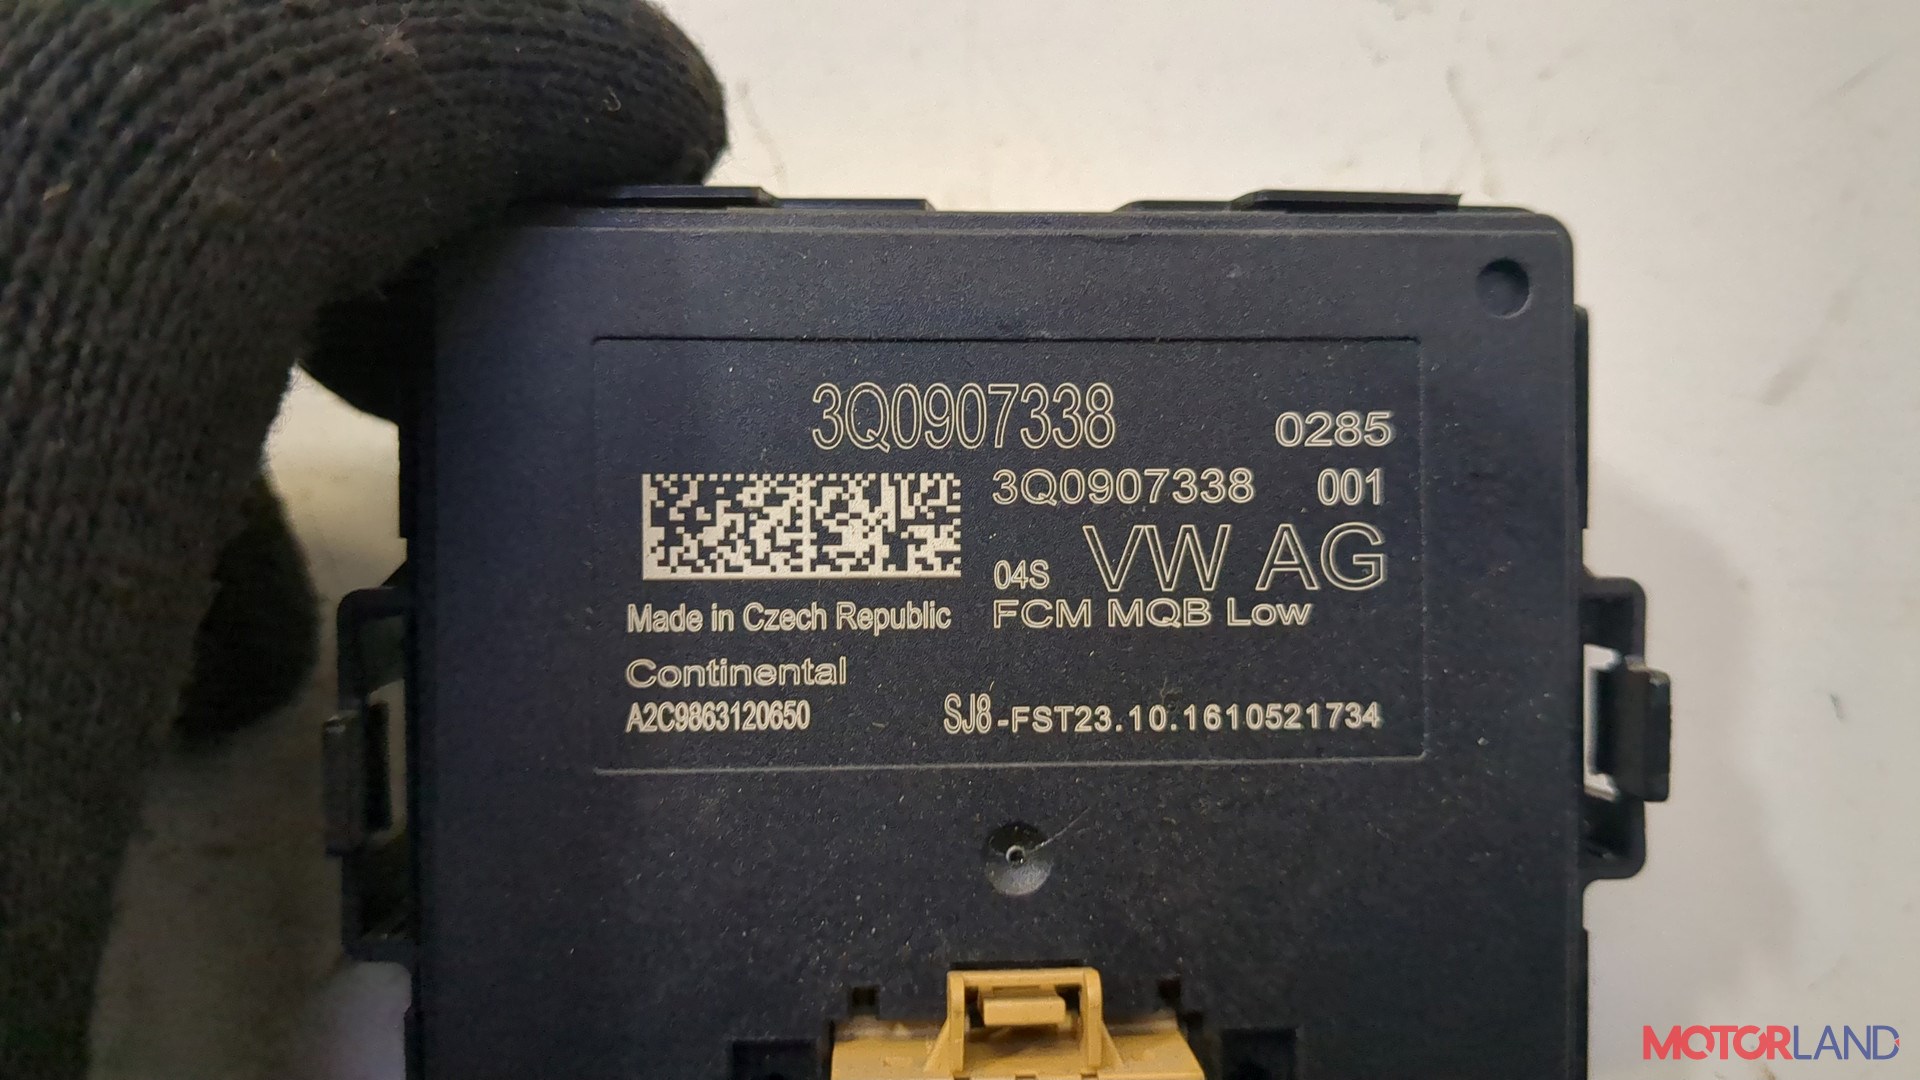 3Q0907338
0285
3Q0907338 001
04S VW AG
Made in Czech Republic
FCM MQB Low
Continental
A2C9863120650
SJ8-FST23.10.1610521734
MOTORLAND